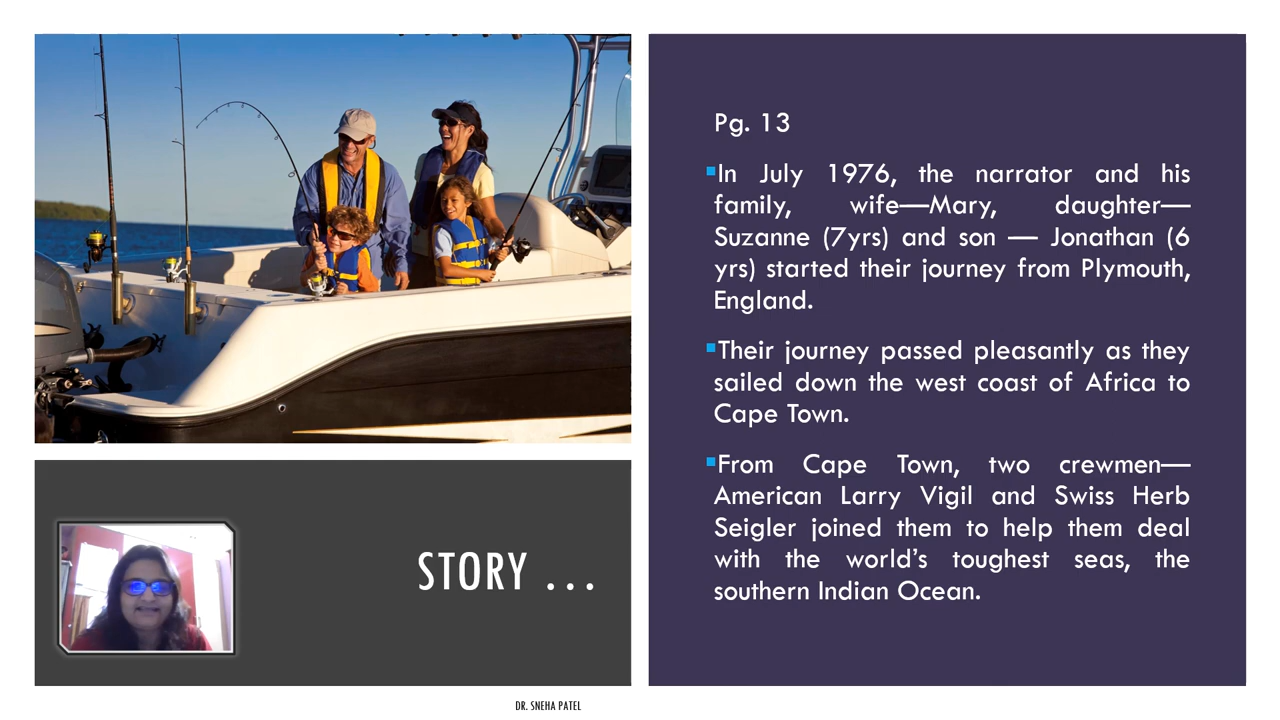 Pg. 13
▪In July 1976, the narrator and his
family, wife—Mary, daughter—
Suzanne (7yrs) and son — Jonathan (6
yrs) started their journey from Plymouth,
England.
▪Their journey passed pleasantly as they
sailed down the west coast of Africa to
Cape Town.
▪From Cape Town, two crewmen—
American Larry Vigil and Swiss Herb
Seigler joined them to help them deal
with the world’s toughest seas, the
southern Indian Ocean.
STORY ...
DR. SNEHA PATEL